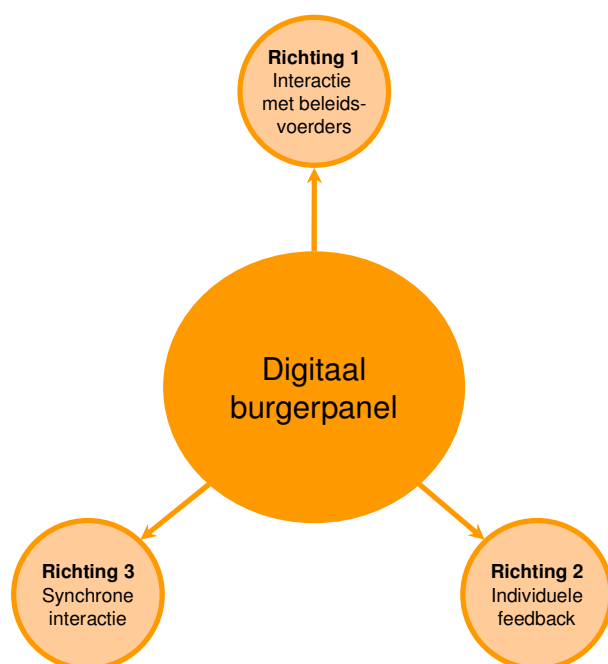 Richting 1
Interactie
met beleids-
voerders
Digitaal
burgerpanel
Richting 3
Synchrone
interactie
Richting 2
Individuele
feedback